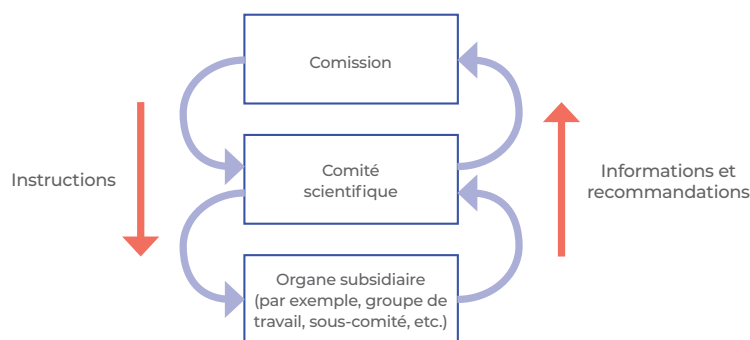 Comission
Instructions
Comité
scientifique
Informations et
recommandations
Organe subsidiaire
(par exemple, groupe de
travail, sous-comité, etc.)